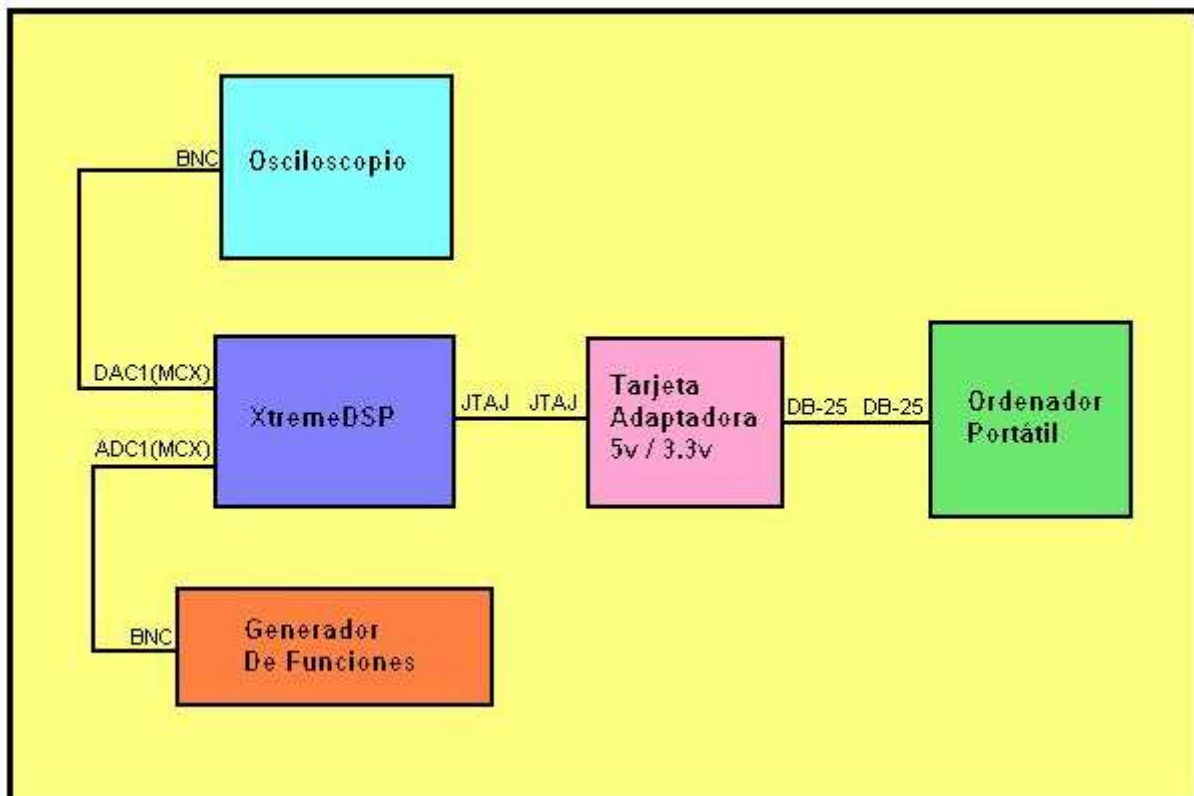 BNC
Osciloscopio
DAC1(MCX)
ADC1(MCX)
XtremeDSP
JTAJ JTAJ
Tarjeta
Adaptadora
5v / 3.3v
DB-25 DB-25
Ordenador
Portátil
BNC
Generador
De Funciones